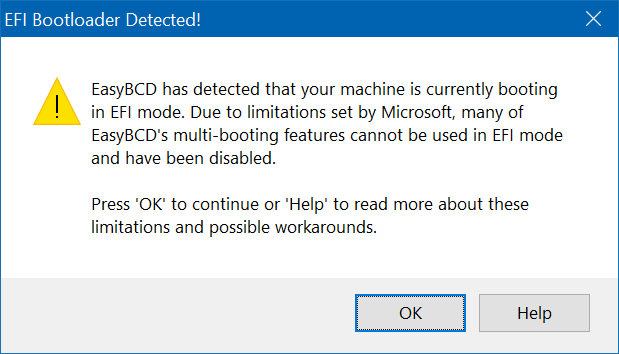 EFI Bootloader Detected!
EasyBCD has detected that your machine is currently booting
in EFI mode. Due to limitations set by Microsoft, many of
EasyBCD's multi-booting features cannot be used in EFI mode
and have been disabled.
Press 'OK' to continue or 'Help' to read more about these
limitations and possible workarounds.
OK
Help